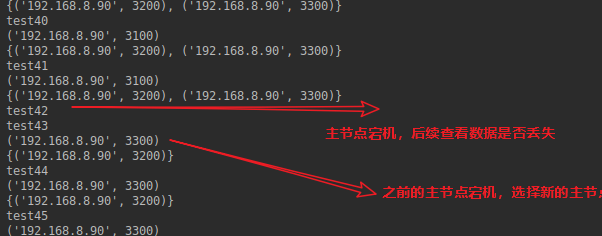 {('192.168.8.90', 3200), ('192.168.8.90', 3300)}
test40
('192.168.8.90', 3100)
{('192.168.8.90', 3200), ('192.168.8.90', 3300)}
test41
('192.168.8.90', 3100)
{('192.168.8.90', 3200), ('192.168.8.90', 3300)}
test42
test43
主节点宕机，后续查看数据是否丢失
('192.168.8.90', 3300)
{('192.168.8.90', 3200)}
test44
('192.168.8.90', 3300)
之前的主节点宕机，选择新的主节点
{('192.168.8.90', 3200)}
test45
('192.168.8.90', 3300)